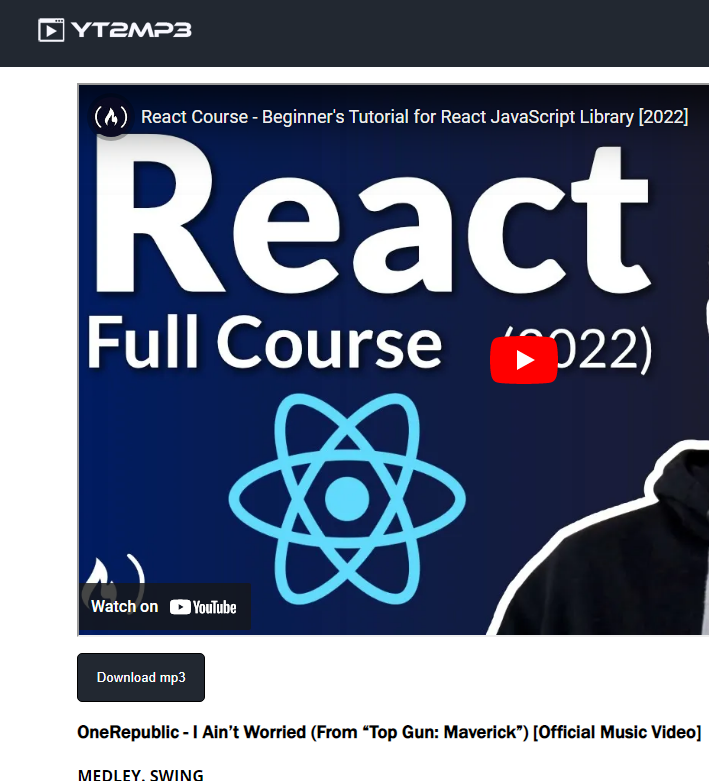 YT2MP3
React Course - Beginner's Tutorial for React JavaScript Library [2022]
React
Full Course (2022)
Watch on YouTube
Download mp3
OneRepublic - I Ain’t Worried (From “Top Gun: Maverick”) [Official Music Video]
MEDLEY, SWING